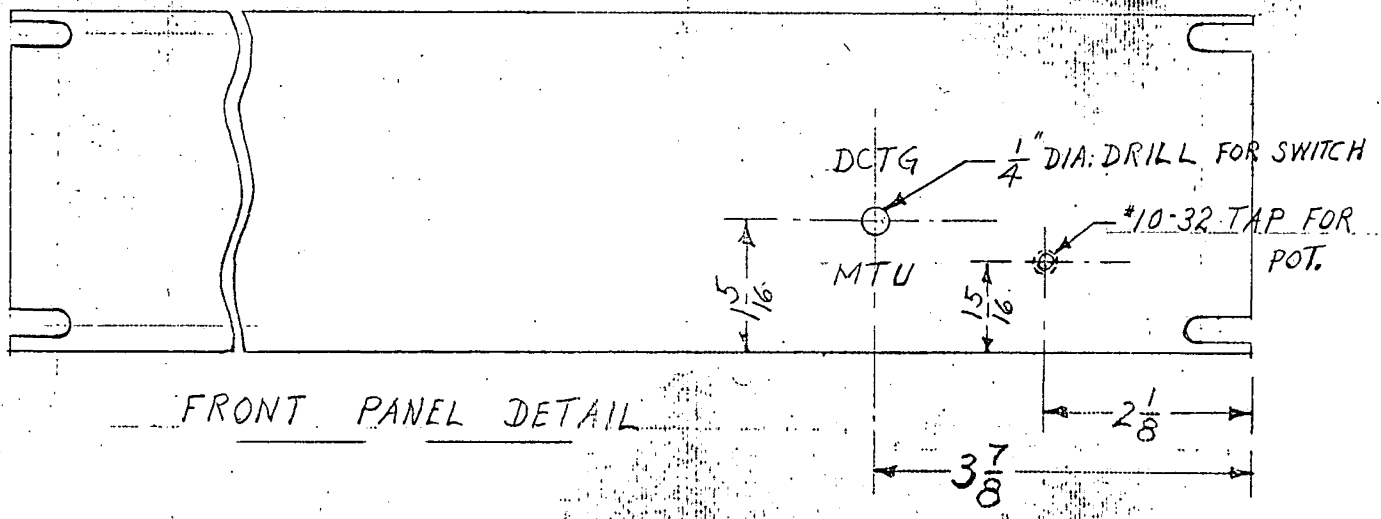 DCTG
1/4" DIA. DRILL FOR SWITCH
#10-32 TAP FOR
POT.
MTU
1 5/16
15/16
FRONT PANEL DETAIL
2 1/8
3 7/8